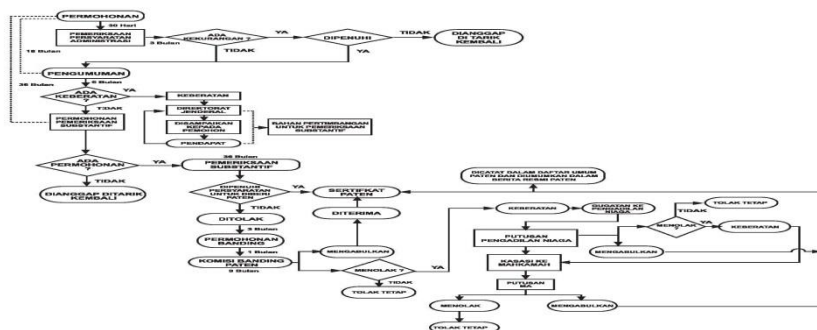 PERMOHONAN
30 Hari
PEMERIKSAAN
PERSYARATAN
ADMINISTRASI
3 Bulan
ADA
KEKURANGAN ?
YA
TIDAK
DIPENUHI
YA
TIDAK
DIANGGAP
DI TARIK
KEMBALI
18 Bulan
PENGUMUMAN
36 Bulan
6 Bulan
ADA
KEBERATAN
?
YA
TIDAK
KEBERATAN
DIREKTORAT
JENDERAL
DISAMPAIKAN
KEPADA
PEMOHON
PENDAPAT
BAHAN PERTIMBANGAN
UNTUK PEMERIKSAAN
SUBSTANTIF
PERMOHONAN
PEMERIKSAAN
SUBSTANTIF
ADA
PERMOHONAN
?
YA
TIDAK
DIANGGAP DITARIK
KEMBALI
36 Bulan
PEMERIKSAAN
SUBSTANTIF
DIPENUHI
PERSYARATAN
UNTUK DIBERI
PATEN
YA
TIDAK
SERTIFIKAT
PATEN
DICATAT DALAM DAFTAR UMUM
PATEN DAN DIUMUMKAN DALAM
BERITA RESMI PATEN
DITOLAK
3 Bulan
PERMOHONAN
BANDING
1 Bulan
KOMISI BANDING
PATEN
9 Bulan
DITERIMA
MENGABULKAN
MENOLAK ?
YA
TIDAK
TOLAK TETAP
KEBERATAN
GUGATAN KE
PENGADILAN
NIAGA
PUTUSAN
PENGADILAN NIAGA
TOLAK TETAP
TIDAK
MENOLAK
?
YA
KEBERATAN
MENGABULKAN
KASASI KE
MAHKAMAH
PUTUSAN
MA
MENOLAK
MENGABULKAN
TOLAK TETAP